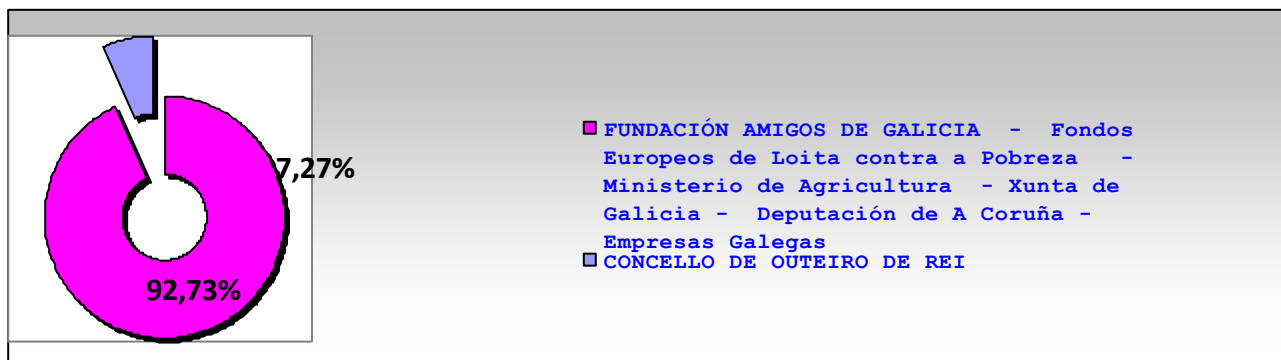 7,27%
92,73%
FUNDACIÓN AMIGOS DE GALICIA - Fondos
Europeos de Loita contra a Pobreza -
Ministerio de Agricultura - Xunta de
Galicia - Deputación de A Coruña -
Empresas Galegas
CONCELLO DE OUTEIRO DE REI